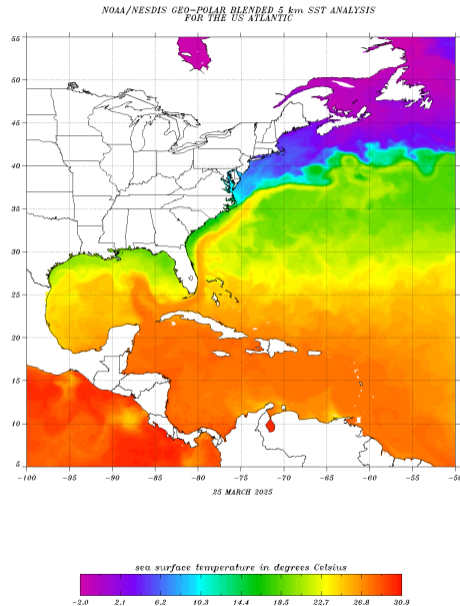 NOAA/NESDIS GEO-POLAR BLENDED 5 km SST ANALYSIS
FOR THE US ATLANTIC
55
50
45
40
35
30
25
20
15
10
5
-100 -95 -90 -85 -80 -75 -70 -65 -60 -55 -50
25 MARCH 2025
sea surface temperature in degrees Celsius
-2.0 2.1 6.2 10.3 14.4 18.5 22.7 26.8 30.9